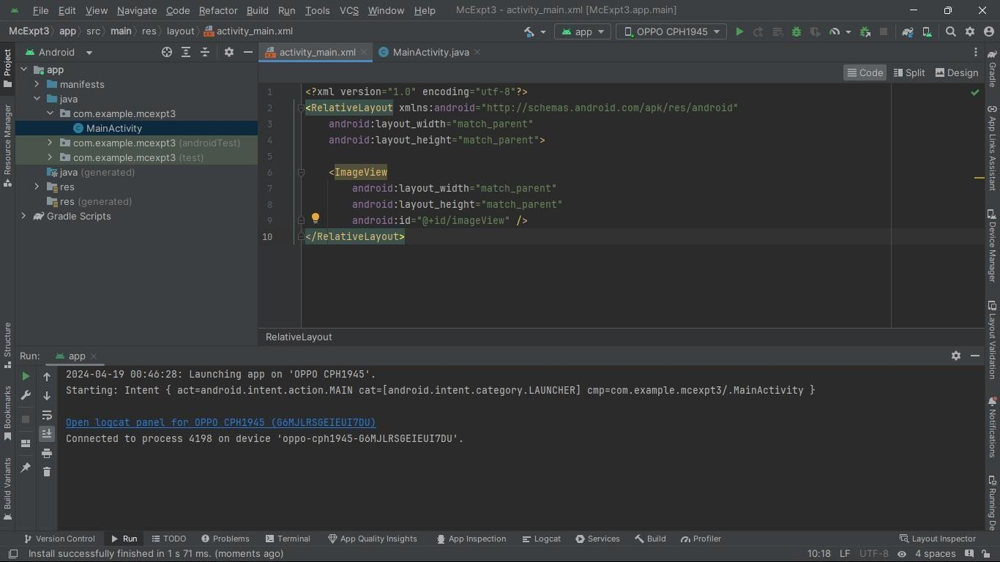 File Edit View Navigate Code Refactor Build Run Tools VCS Window Help McExpt3 - activity_main.xml [McExpt3.app.main]
McExpt3 app src main res layout activity_main.xml app OPPO CPH1945
Android activity_main.xml MainActivity.java
Code Split Design
Project
Resource Manager
Structure
Bookmarks
Build Variants
app
manifests
java
com.example.mcexpt3
MainActivity
com.example.mcexpt3 (androidTest)
com.example.mcexpt3 (test)
java (generated)
res
res (generated)
Gradle Scripts
1 <?xml version="1.0" encoding="utf-8"?>
2 <RelativeLayout xmlns:android="http://schemas.android.com/apk/res/android"
3 android:layout_width="match_parent"
4 android:layout_height="match_parent">
5
6 <ImageView
7 android:layout_width="match_parent"
8 android:layout_height="match_parent"
9 android:id="@+id/imageView" />
10 </RelativeLayout>
RelativeLayout
Gradle
App Links Assistant
Device Manager
Layout Validation
Notifications
Running De
Run: app
2024-04-19 00:46:28: Launching app on 'OPPO CPH1945'.
Starting: Intent { act=android.intent.action.MAIN cat=[android.intent.category.LAUNCHER] cmp=com.example.mcexpt3/.MainActivity }
Open logcat panel for OPPO CPH1945 (G6MJLRSGEIEUI7DU)
Connected to process 4198 on device 'oppo-cph1945-G6MJLRSGEIEUI7DU'.
Version Control Run TODO Problems Terminal App Quality Insights App Inspection Logcat Services Build Profiler Layout Inspector
Install successfully finished in 1 s 71 ms. (moments ago) 10:18 LF UTF-8 4 spaces